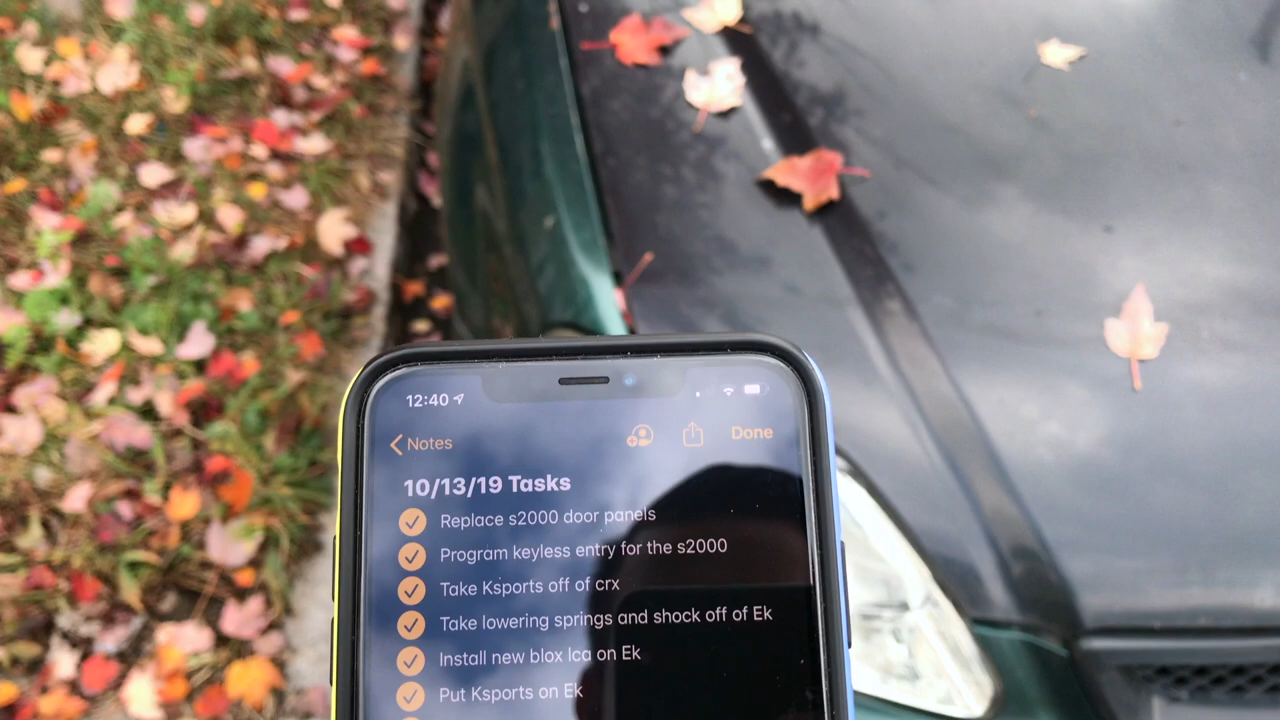 12:40
Notes
Done
10/13/19 Tasks
Replace s2000 door panels
Program keyless entry for the s2000
Take Ksports off of crx
Take lowering springs and shock off of Ek
Install new blox lca on Ek
Put Ksports on Ek